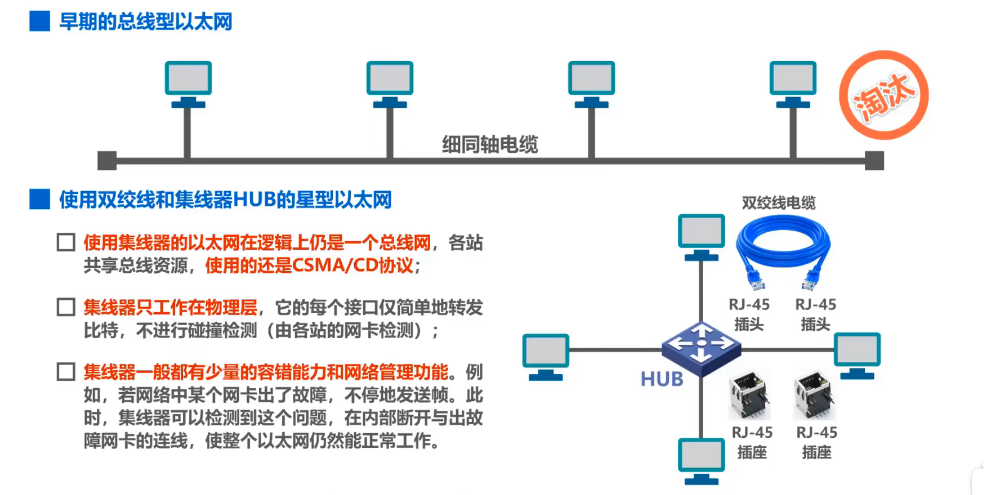 早期的总线型以太网
淘汰
细同轴电缆
使用双绞线和集线器HUB的星型以太网
使用集线器的以太网在逻辑上仍是一个总线网，各站
共享总线资源，使用的还是CSMA/CD协议；
集线器只工作在物理层，它的每个接口仅简单地转发
比特，不进行碰撞检测（由各站的网卡检测）；
集线器一般都有少量的容错能力和网络管理功能。例
如，若网络中某个网卡出了故障，不停地发送帧。此
时，集线器可以检测到这个问题，在内部断开与出故
障网卡的连线，使整个以太网仍然能正常工作。
双绞线电缆
RJ-45
插头
RJ-45
插头
HUB
RJ-45
插座
RJ-45
插座